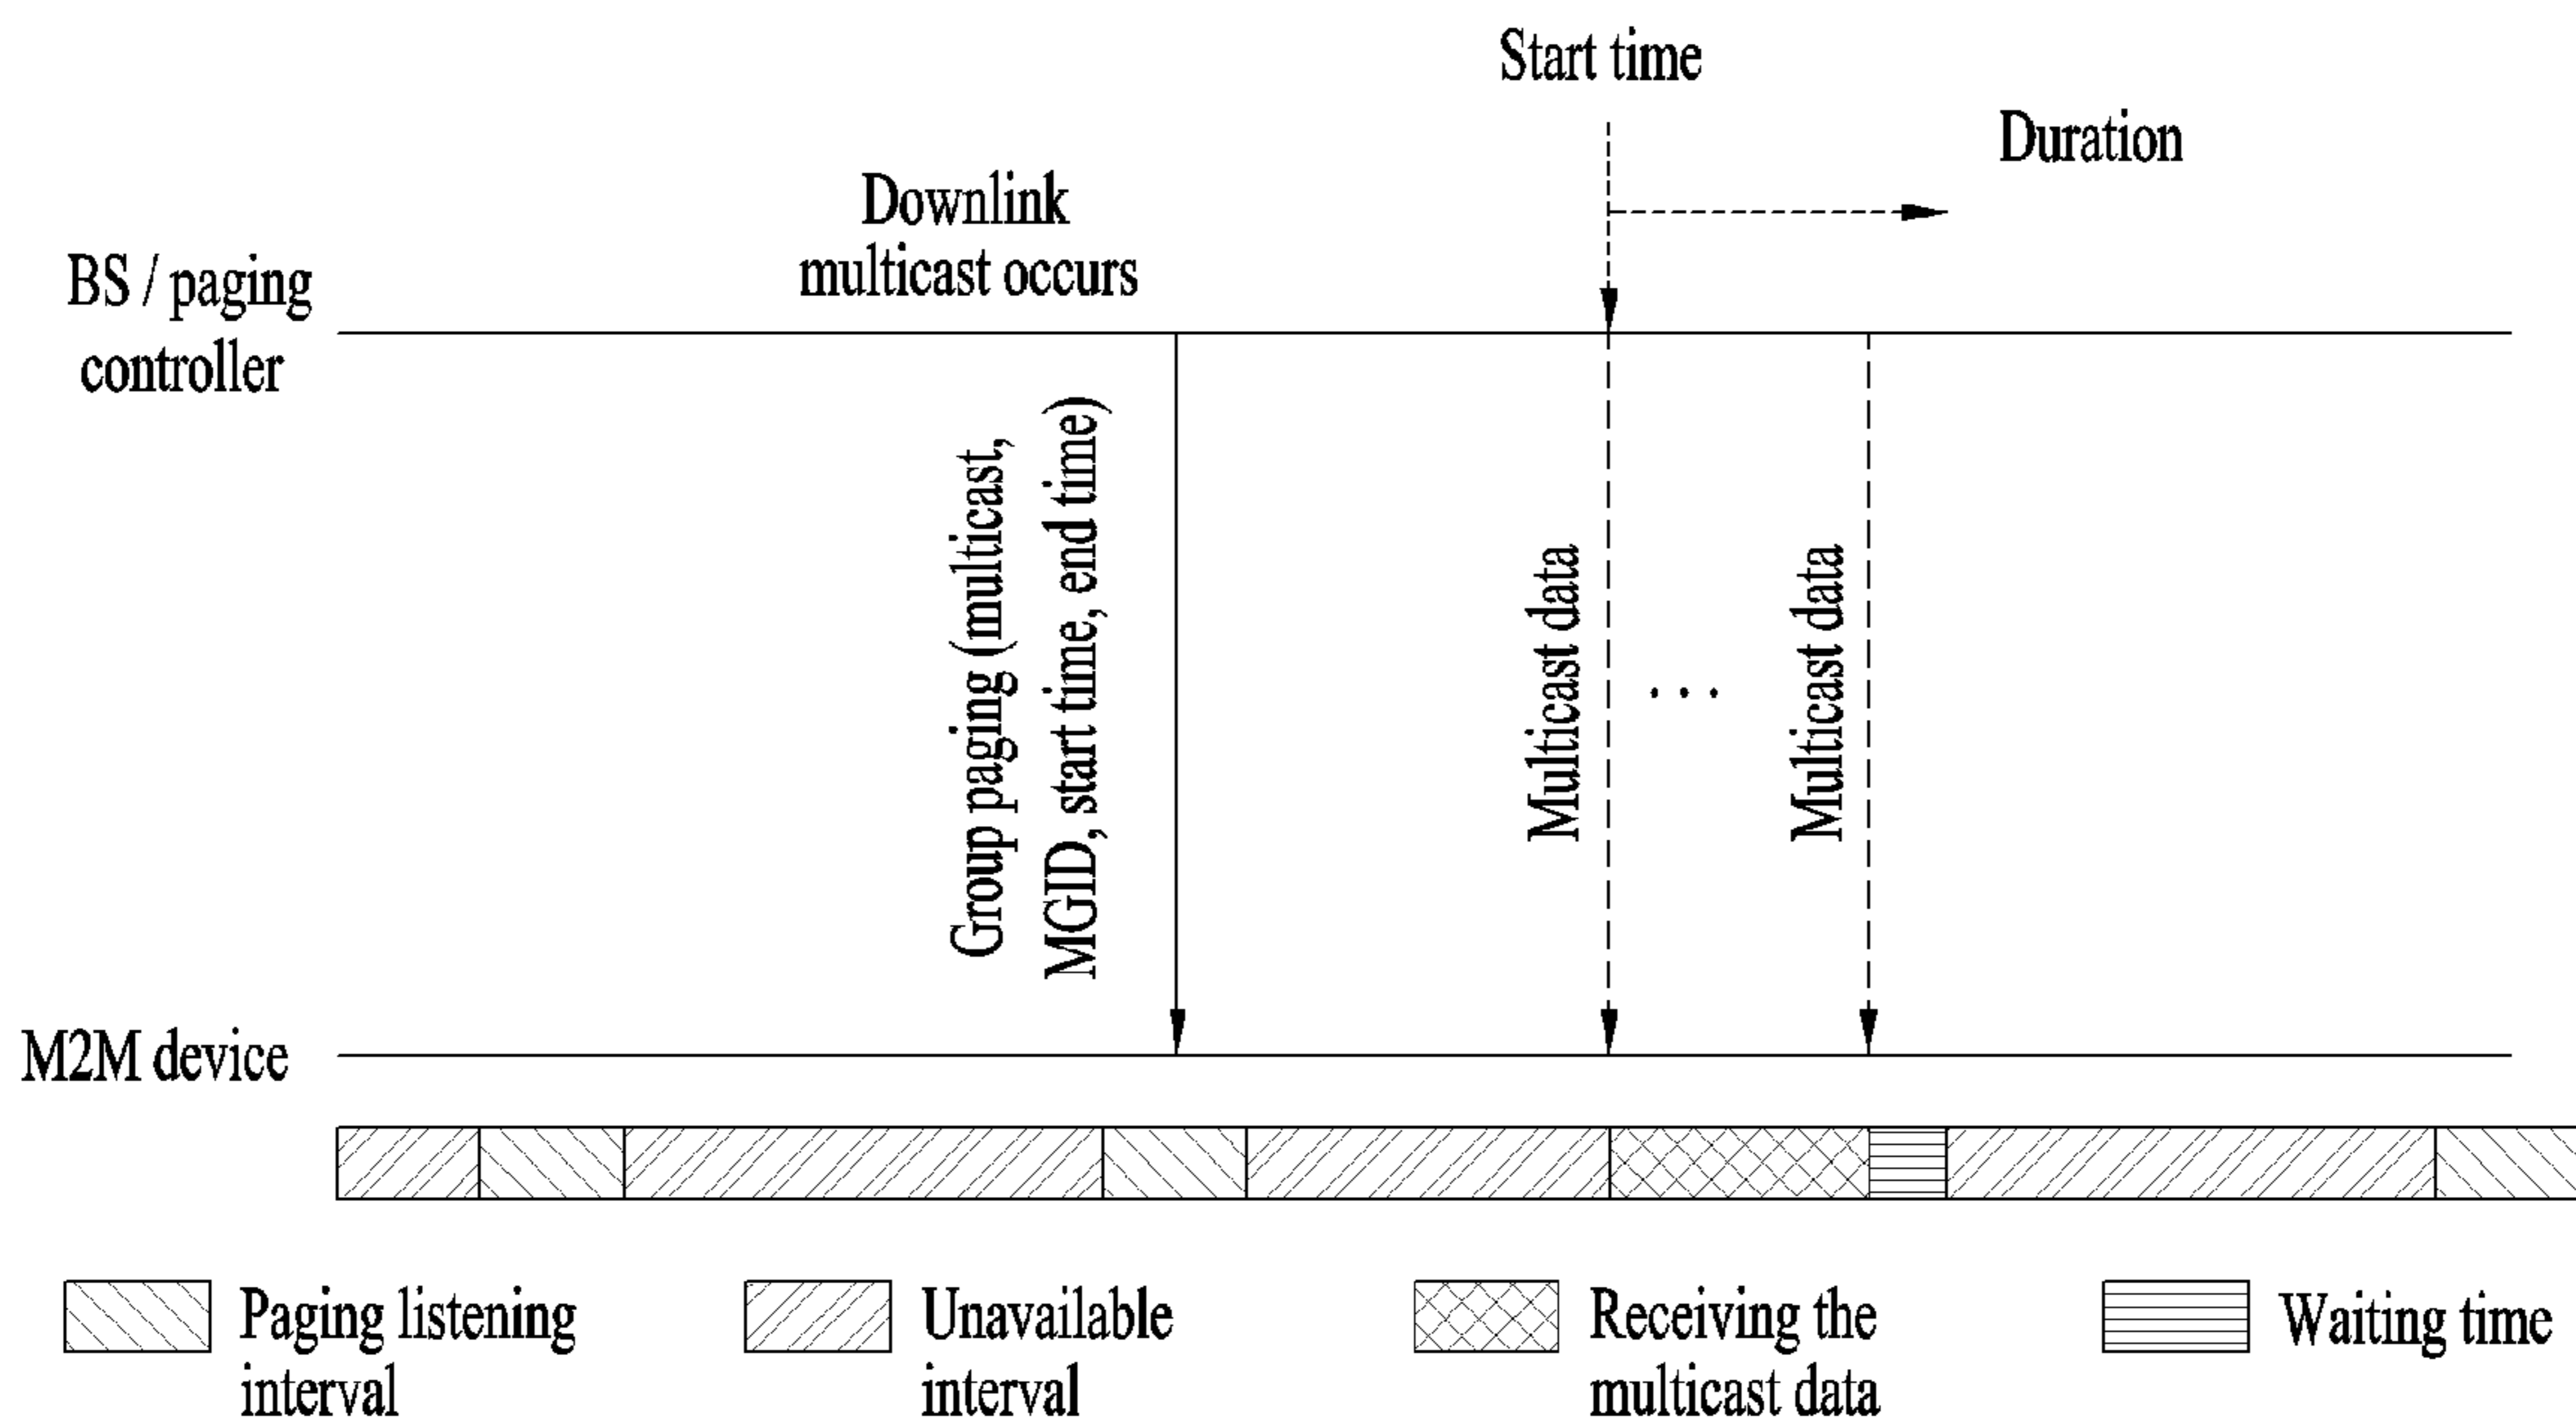 Start time
Duration
Downlink
multicast occurs
BS / paging
controller
Group paging (multicast,
MGID, start time, end time)
Multicast data
...
Multicast data
M2M device
Paging listening
interval
Unavailable
interval
Receiving the
multicast data
Waiting time